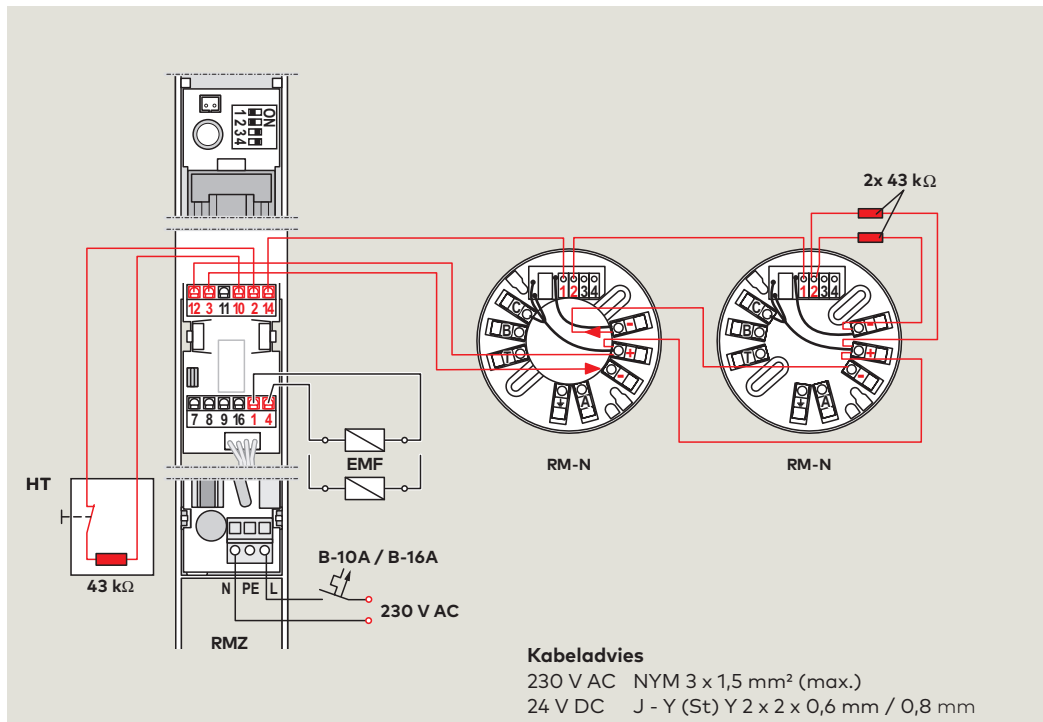 ON
1 2 3 4
2x 43 kΩ
12 3 11 10 2 14
1 2 3 4
C
B
T
-
+
-
A
RM-N
1 2 3 4
C
B
T
-
+
-
A
RM-N
7 8 9 16 1 4
EMF
HT
43 kΩ
B-10A / B-16A
N PE L
230 V AC
RMZ
Kabeladvies
230 V AC NYM 3 x 1,5 mm² (max.)
24 V DC J - Y (St) Y 2 x 2 x 0,6 mm / 0,8 mm